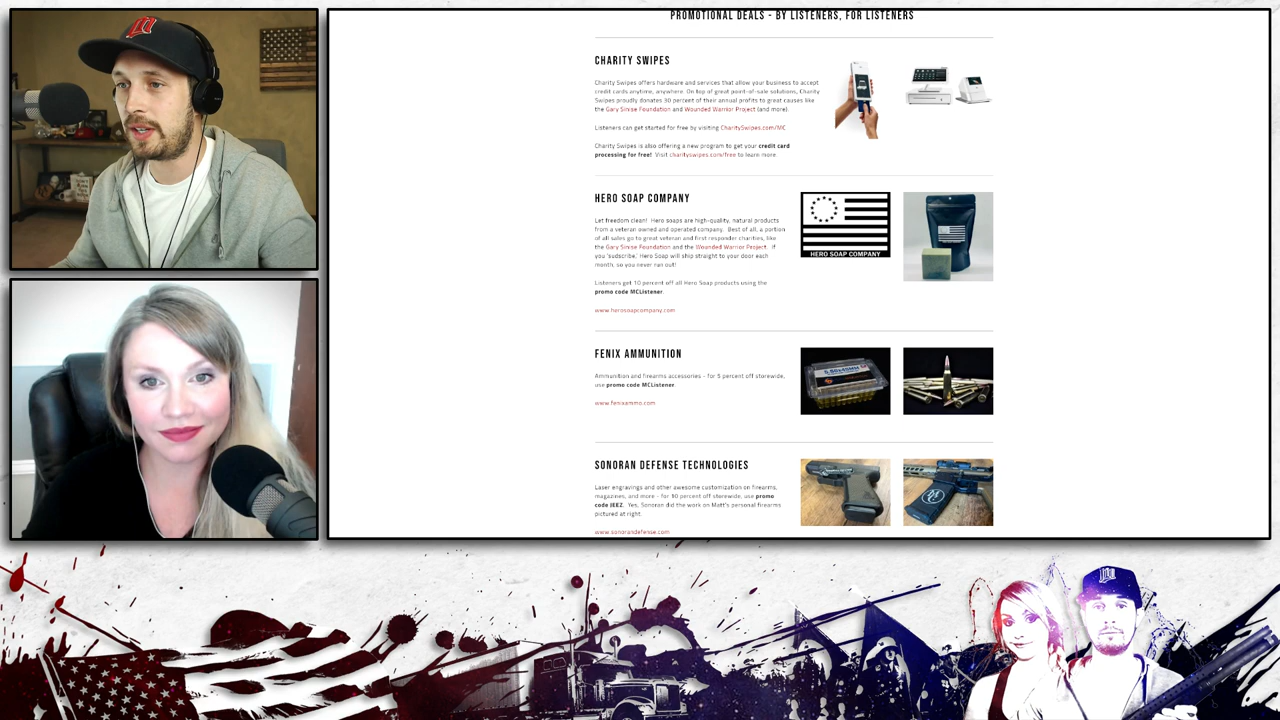 PROMOTIONAL DEALS - BY LISTENERS, FOR LISTENERS
CHARITY SWIPES
Charity Swipes offers hardware and services that allow your business to accept
credit cards anytime, anywhere. On top of great point-of-sale solutions, Charity
Swipes proudly donates 30 percent of their annual profits to great causes like
the Gary Sinise Foundation and Wounded Warrior Project (and more).
Listeners can get started for free by visiting CharitySwipes.com/MC
Charity Swipes is also offering a new program to get your credit card
processing for free! Visit charityswipes.com/free to learn more
HERO SOAP COMPANY
Let freedom clean! Hero soaps are high-quality, natural products
from a veteran owned and operated company. Best of all, a portion
of all sales go to great veteran and first responder charities, like
the Gary Sinise Foundation and the Wounded Warrior Project. If
you 'subscribe,' Hero Soap will ship straight to your door each
month, so you never run out!
Listeners get 10 percent off all Hero Soap products using the
promo code MCListener.
www.herosoapcompany.com
HERO SOAP COMPANY
FENIX AMMUNITION
Ammunition and firearms accessories - for 5 percent off storewide,
use promo code MCListener.
www.fenixammo.com
SONORAN DEFENSE TECHNOLOGIES
Laser engravings and other awesome customization on firearms,
magazines, and more - for 10 percent off storewide, use promo
code JEEZ. Yes, Sonoran did the work on Matt's personal firearms
pictured at right.
www.sonorandefense.com